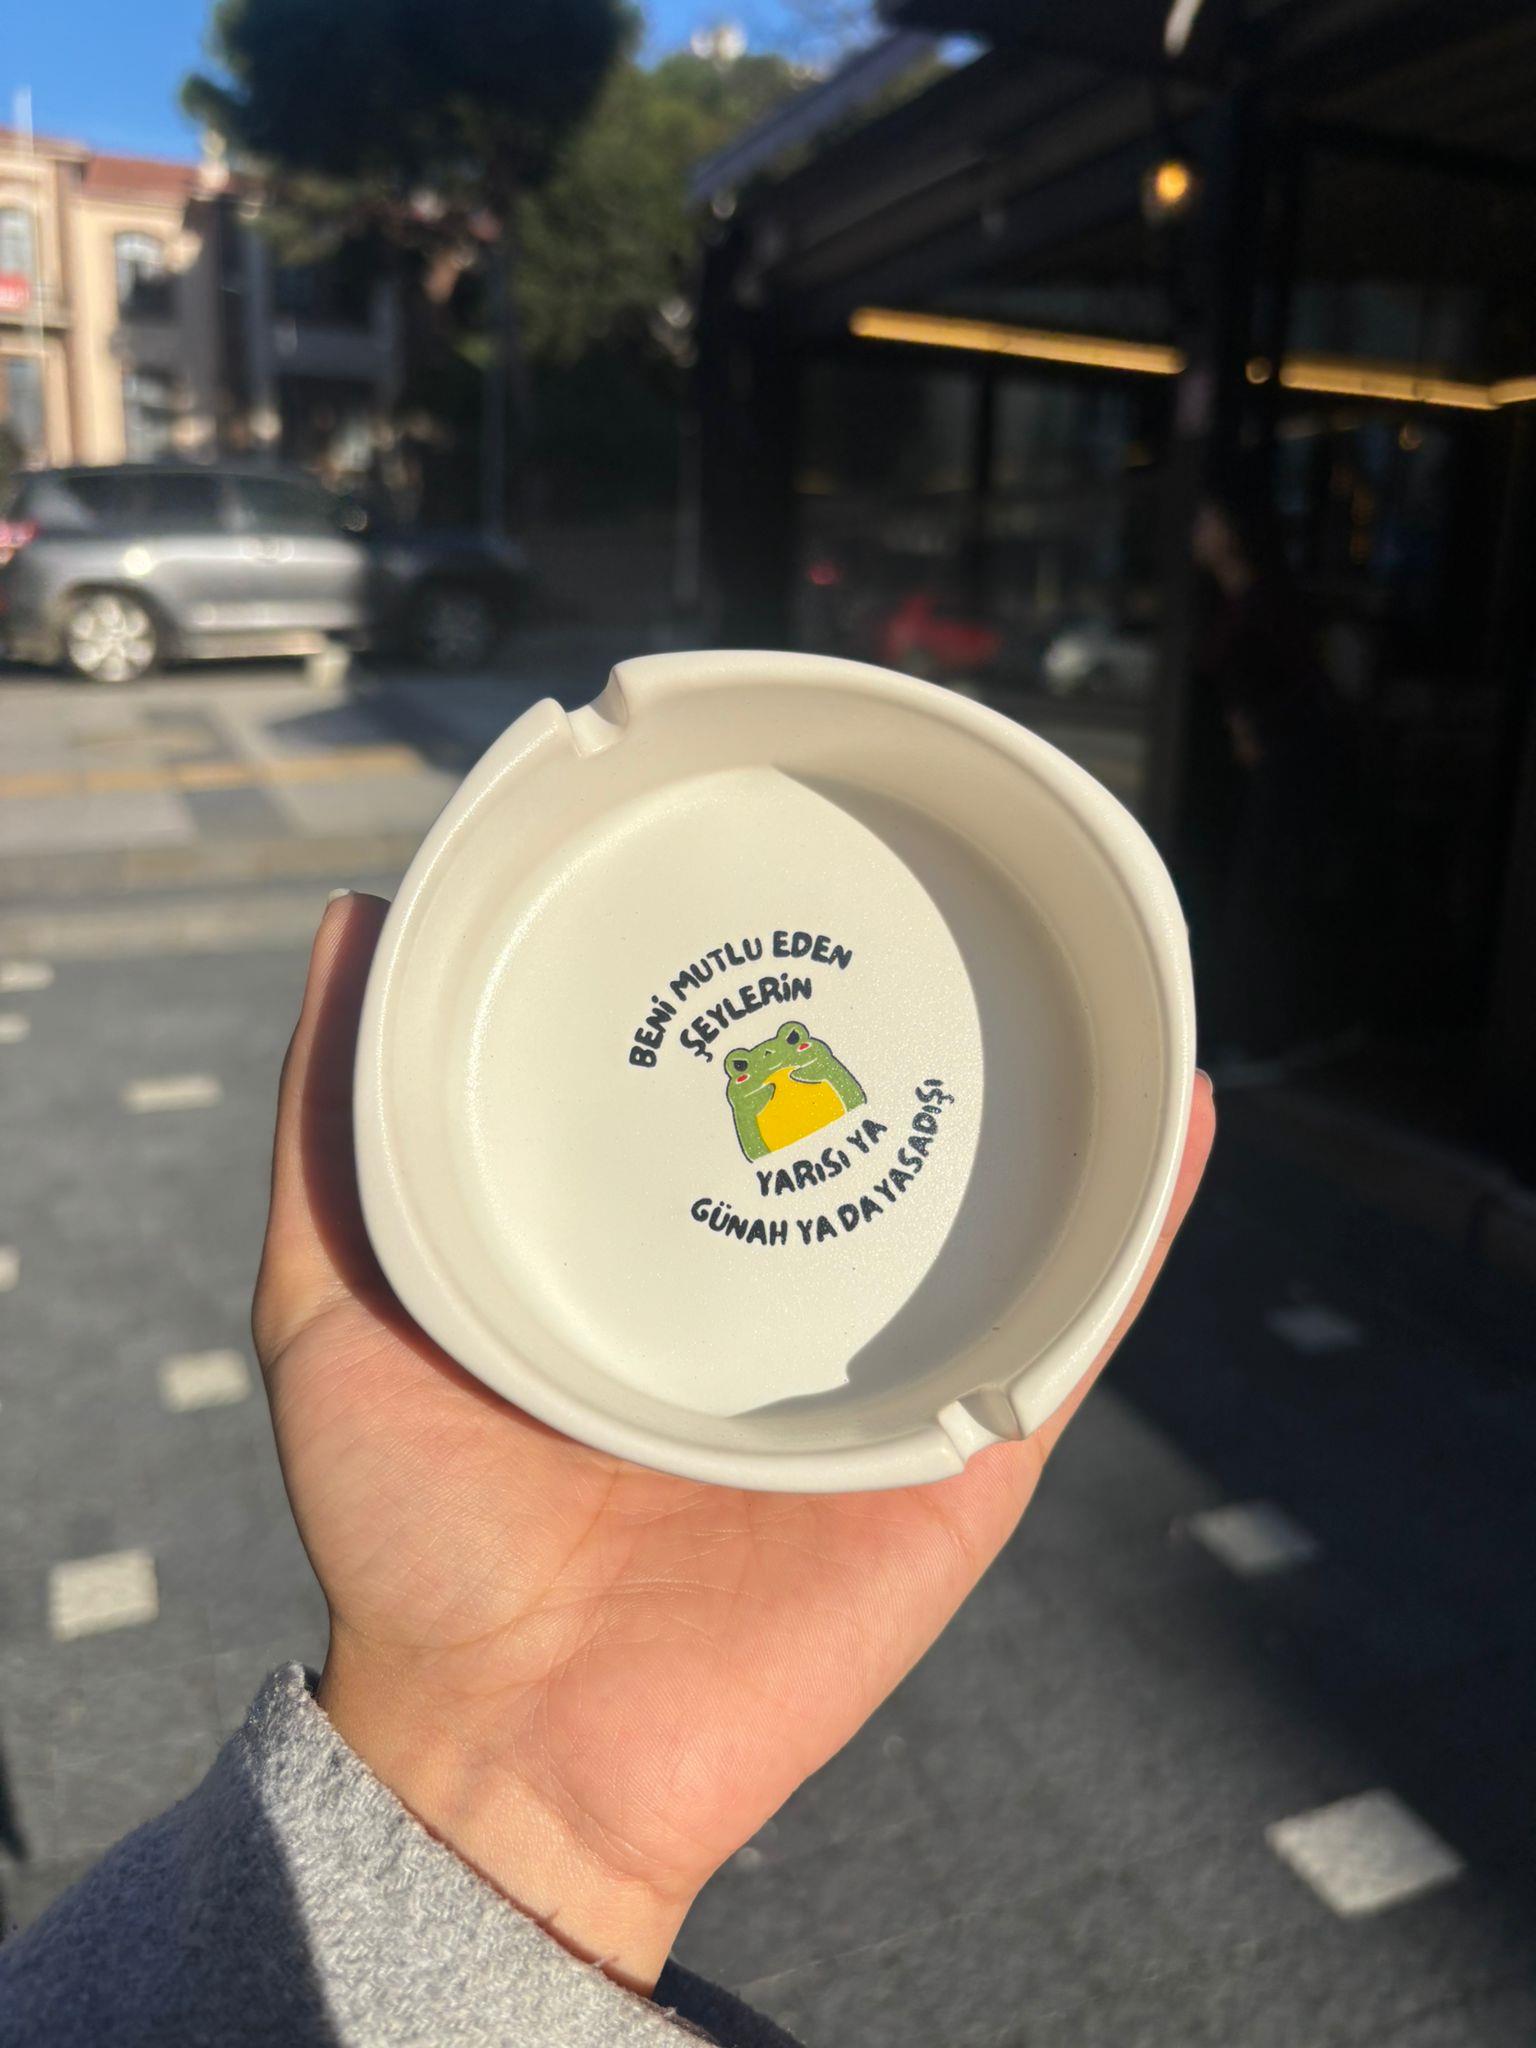 BENİ MUTLU EDEN
ŞEYLERİN
YARISI YA
GÜNAH YA DA YASADIŞI